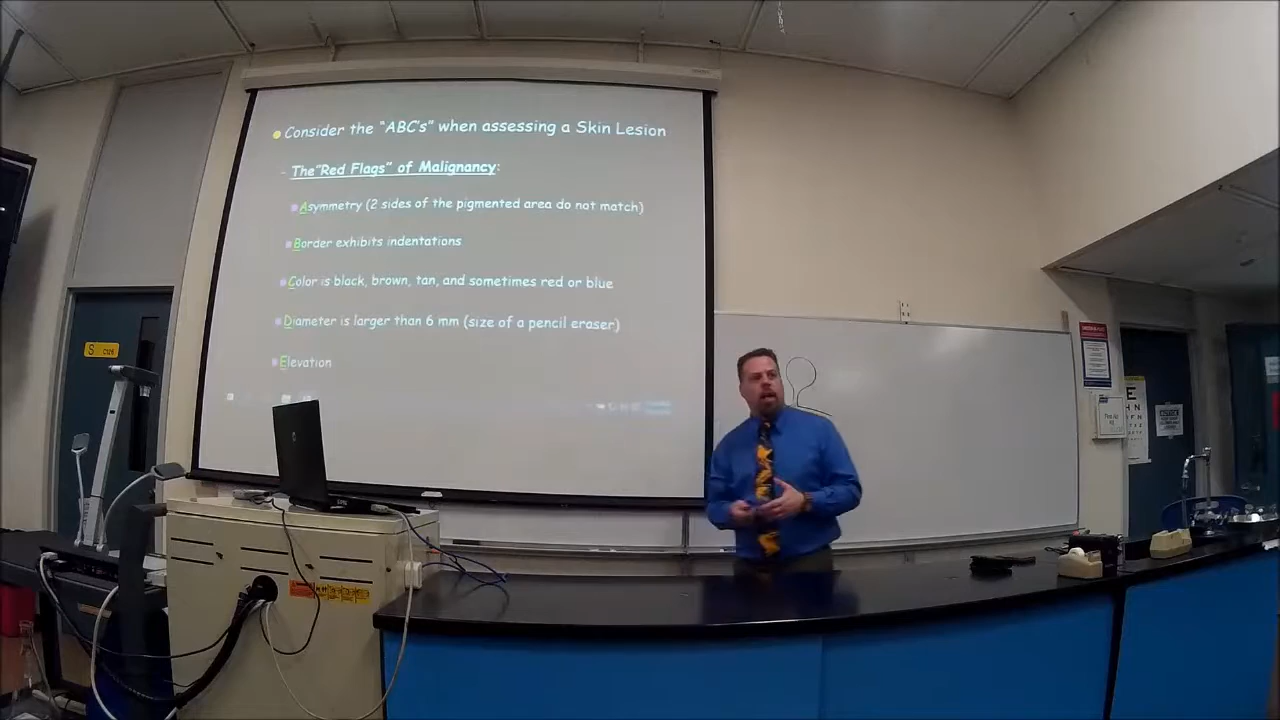 Consider the "ABC's" when assessing a Skin Lesion
- The "Red Flags" of Malignancy:
Asymmetry (2 sides of the pigmented area do not match)
Border exhibits indentations
Color is black, brown, tan, and sometimes red or blue
Diameter is larger than 6 mm (size of a pencil eraser)
Elevation
S
E
H N